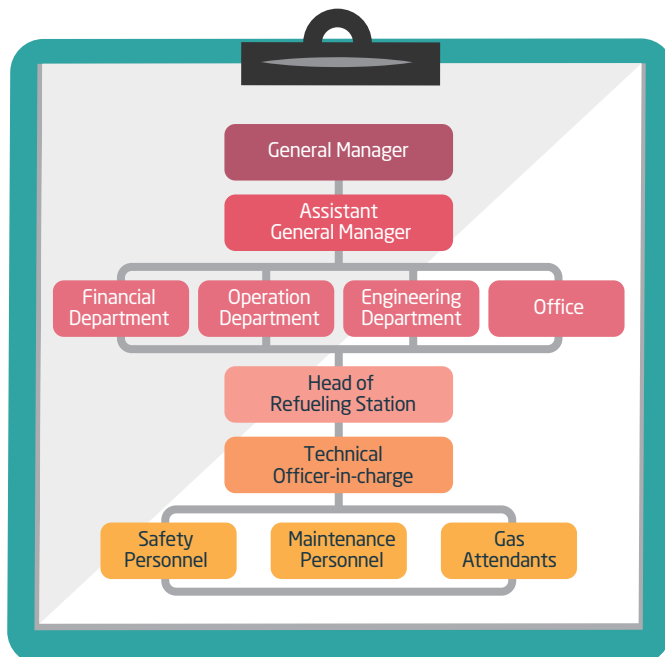 General Manager
Assistant
General Manager
Financial
Department
Operation
Department
Engineering
Department
Office
Head of
Refueling Station
Technical
Officer-in-charge
Safety
Personnel
Maintenance
Personnel
Gas
Attendants